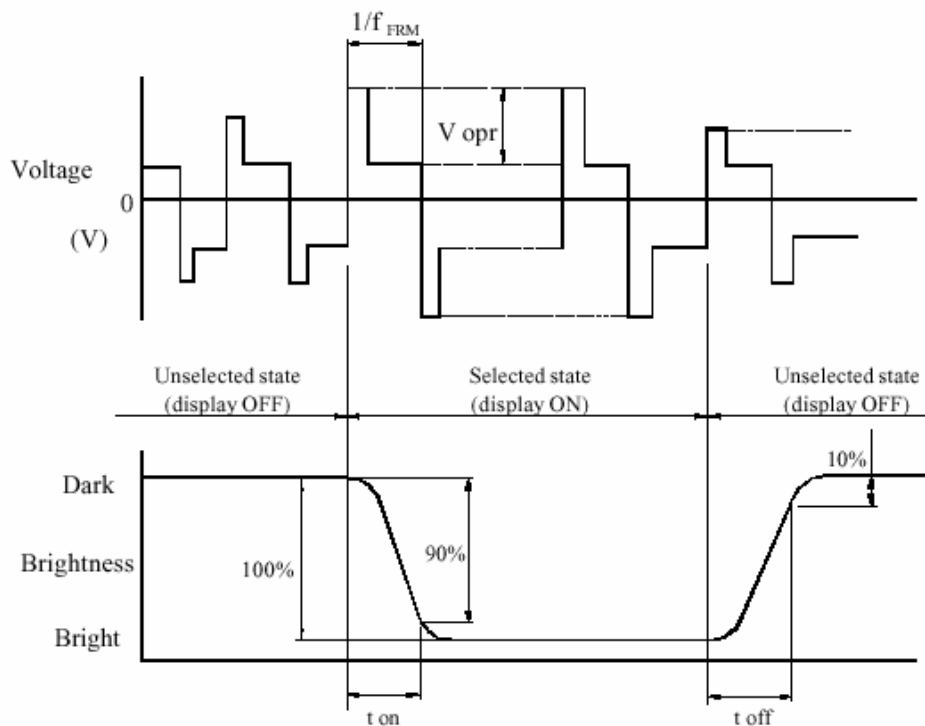 1/f FRM
V opr
Voltage
0
(V)
Unselected state
(display OFF)
Selected state
(display ON)
Unselected state
(display OFF)
10%
Dark
90%
Brightness
100%
Bright
t on
t off